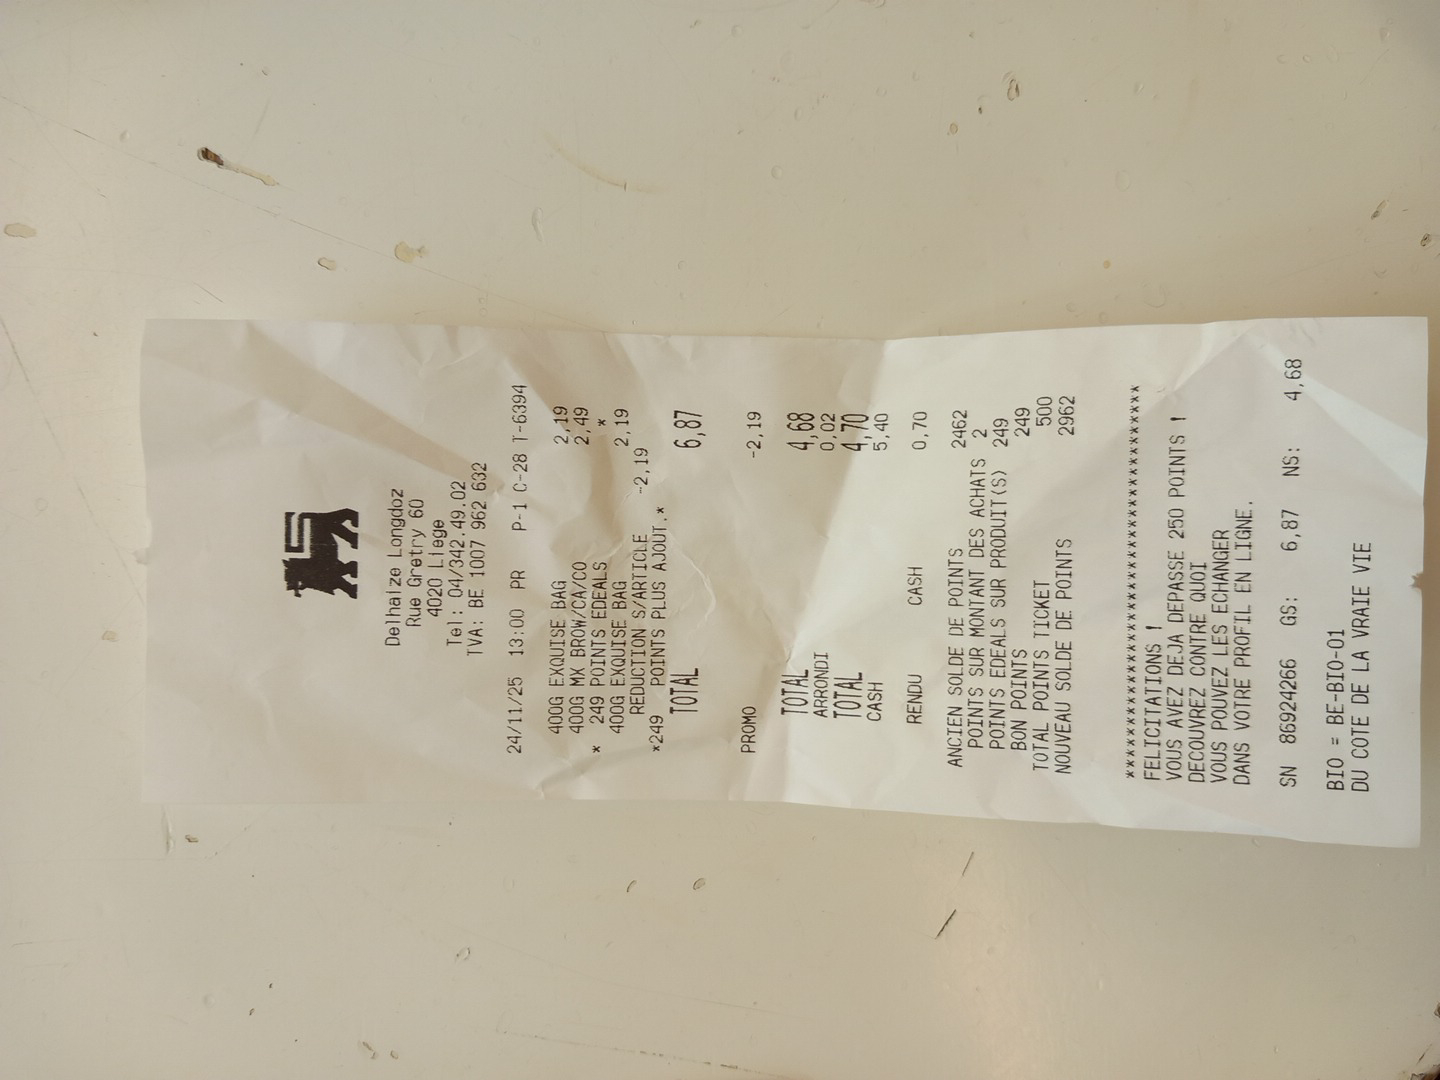 Delhaize Longdoz
Rue Gretry 60
4020 Liege
Tel: 04/342.49.02
TVA: BE 1007 962 632
24/11/25 13:00 PR P-1 C-28 T-6394
400G EXQUISE BAG 2,19
400G MX BROW/CA/CO 2,49
* 249 POINTS EDEALS *
400G EXQUISE BAG 2,19
REDUCTION S/ARTICLE -2,19
*249 POINTS PLUS AJOUT.*
TOTAL 6,87
PROMO -2,19
TOTAL 4,68
ARRONDI 0,02
TOTAL 4,70
CASH 5,40
RENDU CASH 0,70
ANCIEN SOLDE DE POINTS 2462
POINTS SUR MONTANT DES ACHATS 2
POINTS EDEALS SUR PRODUIT(S) 249
BON POINTS 249
TOTAL POINTS TICKET 500
NOUVEAU SOLDE DE POINTS 2962
****************************************
FELICITATIONS !
VOUS AVEZ DEJA DEPASSE 250 POINTS !
DECOUVREZ CONTRE QUOI
VOUS POUVEZ LES ECHANGER
DANS VOTRE PROFIL EN LIGNE.
SN 86924266 GS: 6,87 NS: 4,68
BIO = BE-BIO-01
DU COTE DE LA VRAIE VIE